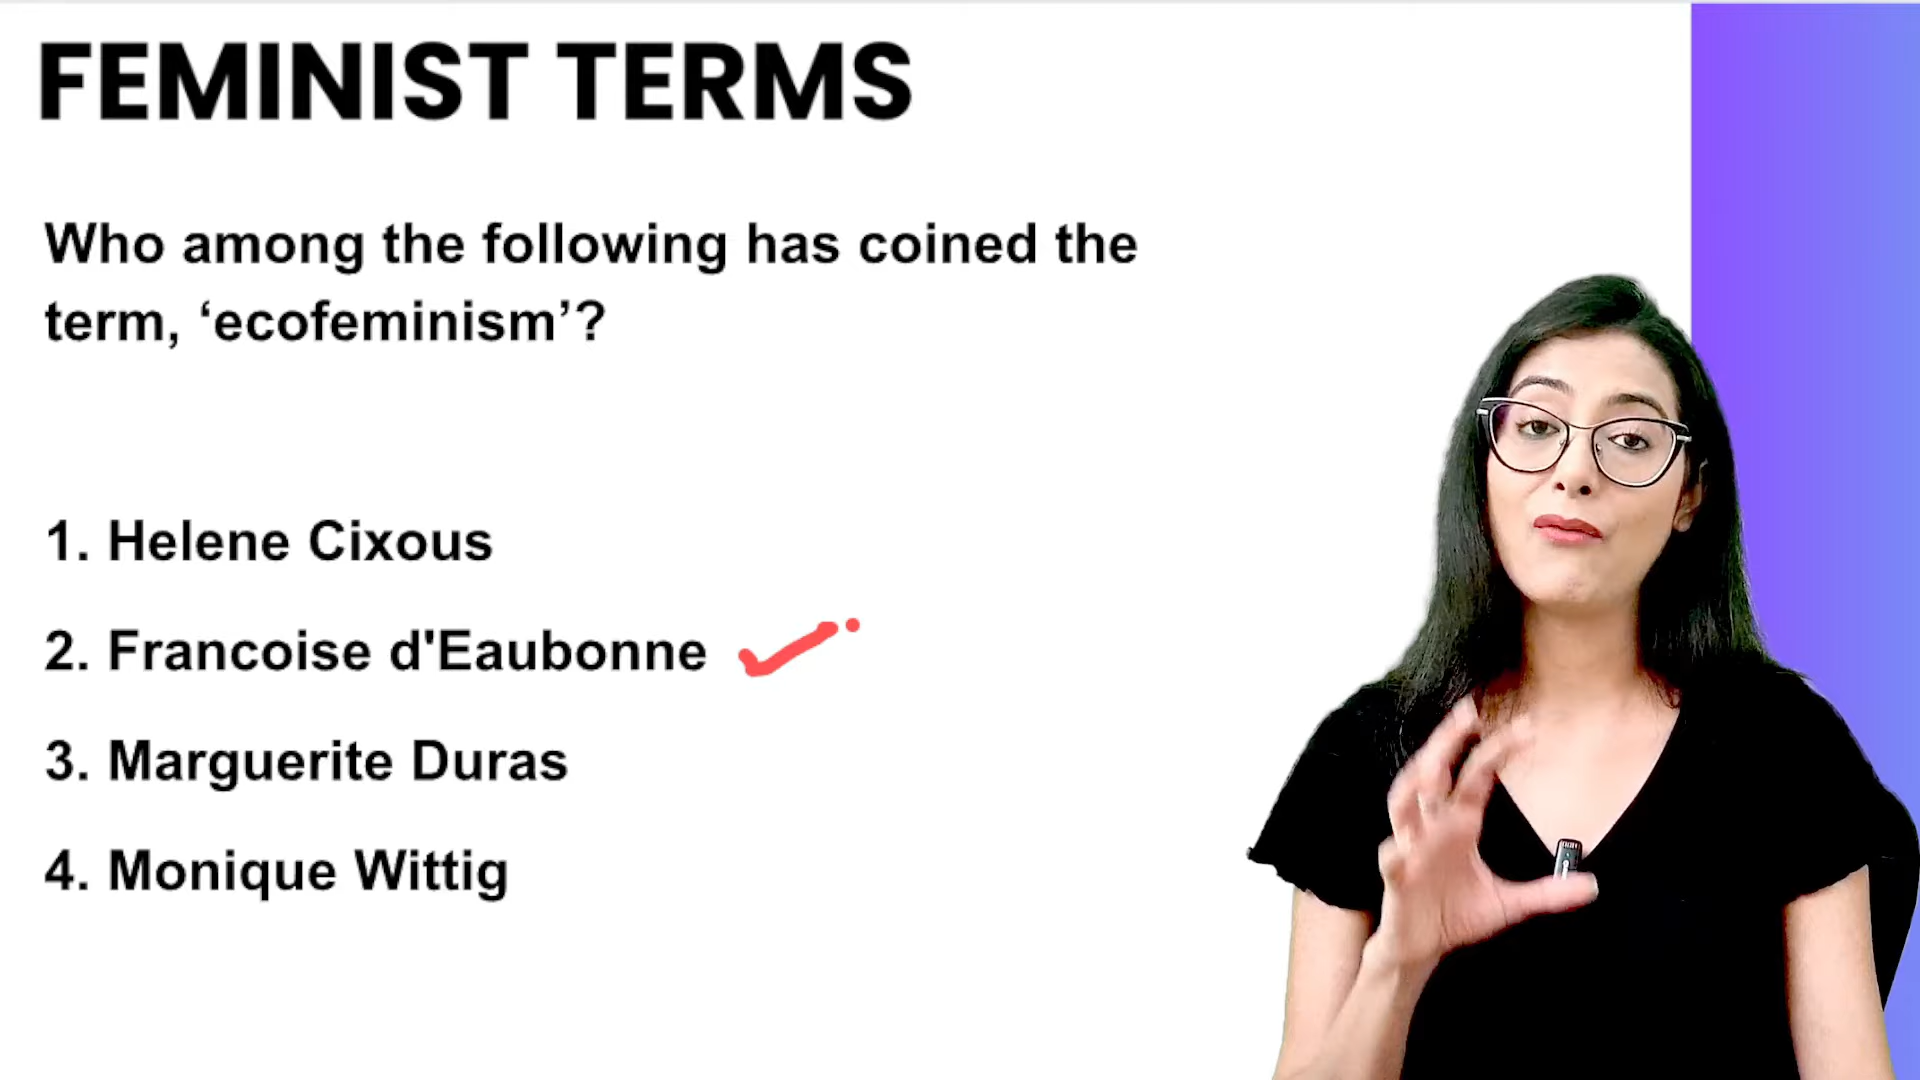 FEMINIST TERMS
Who among the following has coined the
term, ‘ecofeminism’?
1. Helene Cixous
2. Francoise d'Eaubonne
3. Marguerite Duras
4. Monique Wittig